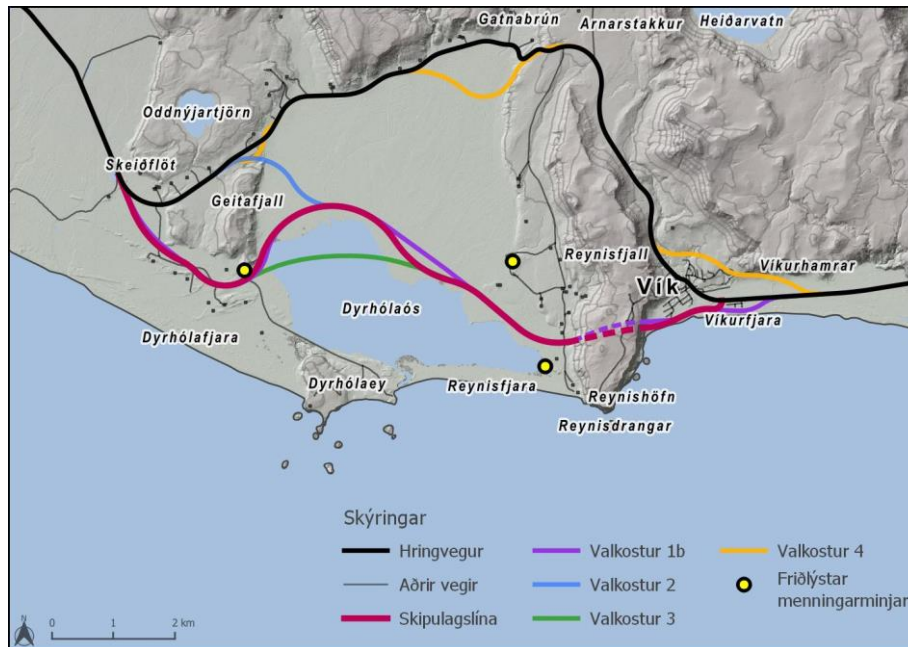 Gatnabrún
Arnarstakkur
Heiðarvatn
Oddnýjartjörn
Skeiðflöt
Geitafjall
Reynisfjall
Víkurhamrar
Vík
Dyrhólaós
Víkurfjara
Dyrhólafjara
Dyrhólaey
Reynisfjara
Reynishöfn
Reynisdrangar
Skýringar
Hringvegur
Valkostur 1b
Valkostur 4
Aðrir vegir
Valkostur 2
Friðlýstar
menningarminjar
Skipulagslína
Valkostur 3
N
0 1 2 km